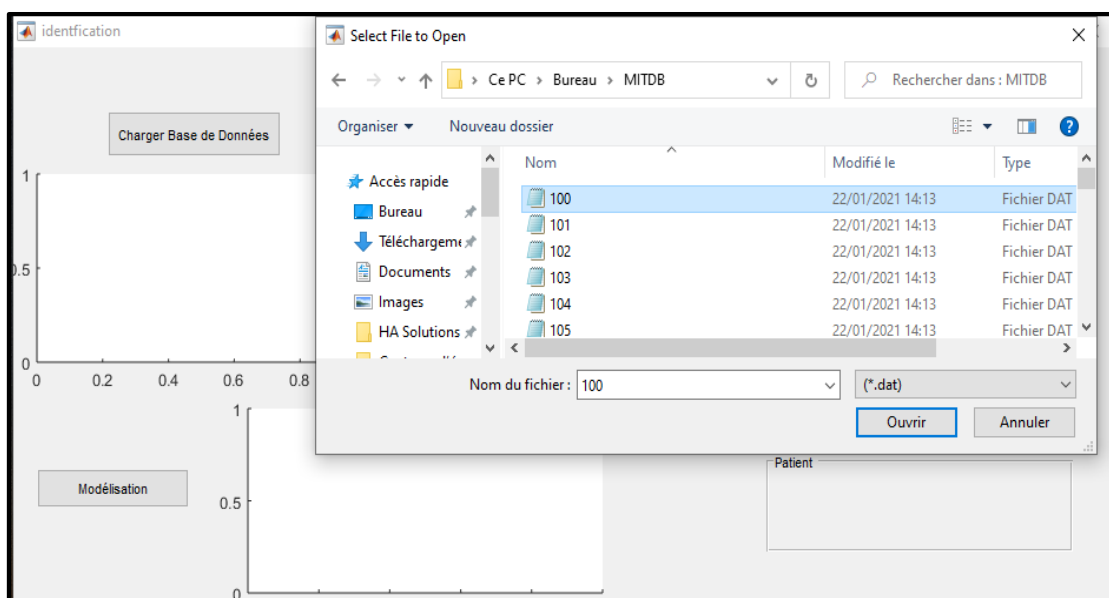 identfication
Select File to Open
Ce PC > Bureau > MITDB
Rechercher dans : MITDB
Organiser
Nouveau dossier
Charger Base de Données
Nom Modifié le Type
Accès rapide
Bureau
Téléchargeme
Documents
Images
HA Solutions
100 22/01/2021 14:13 Fichier DAT
101 22/01/2021 14:13 Fichier DAT
102 22/01/2021 14:13 Fichier DAT
103 22/01/2021 14:13 Fichier DAT
104 22/01/2021 14:13 Fichier DAT
105 22/01/2021 14:13 Fichier DAT
1
0.5
0
0 0.2 0.4 0.6 0.8
Nom du fichier : 100 (*.dat)
Ouvrir Annuler
1
0.5
0
Modélisation
Patient